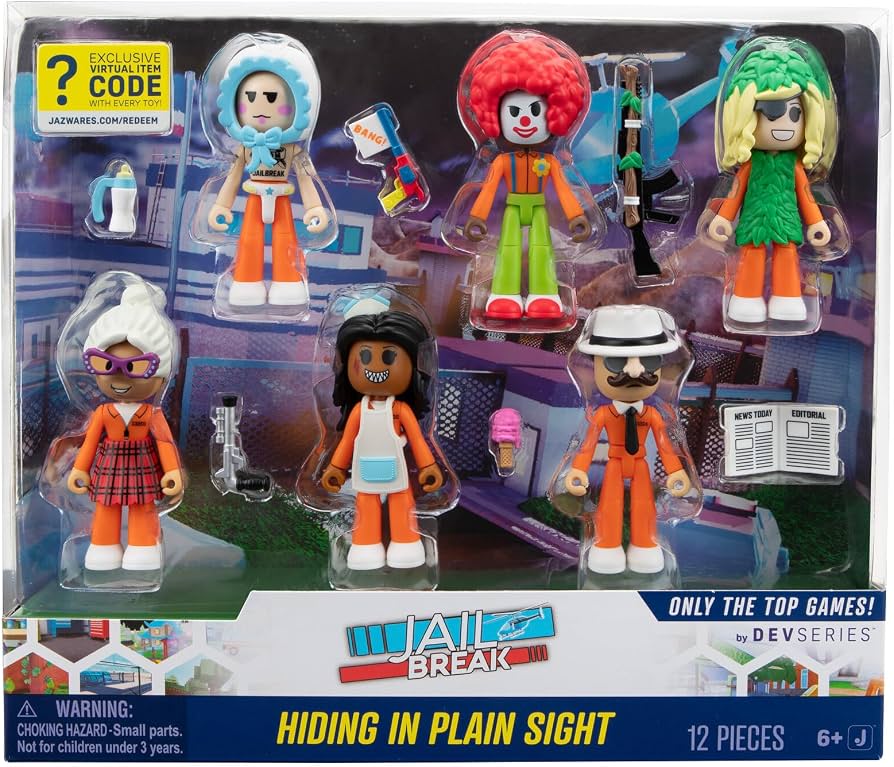 ?
EXCLUSIVE
VIRTUAL ITEM
CODE
WITH EVERY TOY!
JAZWARES.COM/REDEEM
BANG!
JAILBREAK
NEWS TODAY
EDITORIAL
ONLY THE TOP GAMES!
by DEVSERIES™
JAIL
BREAK
⚠ WARNING:
CHOKING HAZARD-Small parts.
Not for children under 3 years.
HIDING IN PLAIN SIGHT
12 PIECES
6+ J